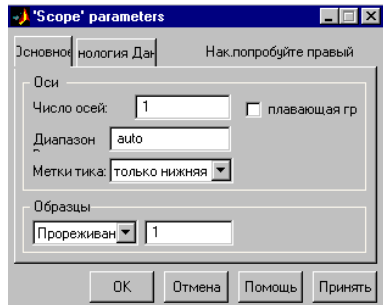 'Scope' parameters
Основное нология Дан Нак.попробуйте правый
Оси
Число осей: 1 плавающая гр
Диапазон auto
Метки тика: только нижняя
Образцы
Прореживан 1
OK Отмена Помощь Принять